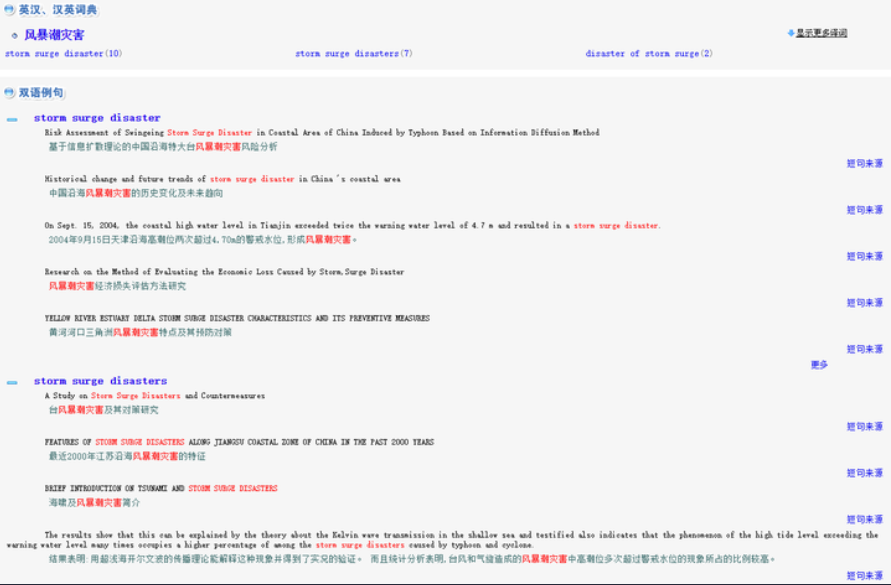 英汉、汉英词典
风暴潮灾害
显示更多译词
storm surge disaster(10) storm surge disasters(7) disaster of storm surge(2)
双语例句
storm surge disaster
Risk Assessment of Swingeing Storm Surge Disaster in Coastal Area of China Induced by Typhoon Based on Information Diffusion Method
基于信息扩散理论的中国沿海特大台风暴潮灾害风险分析
短句来源
Historical change and future trends of storm surge disaster in China 's coastal area
中国沿海风暴潮灾害的历史变化及未来趋向
短句来源
On Sept. 15, 2004, the coastal high water level in Tianjin exceeded twice the warning water level of 4.7 m and resulted in a storm surge disaster.
2004年9月15日天津沿海高潮位两次超过4.70m的警戒水位,形成风暴潮灾害。
短句来源
Research on the Method of Evaluating the Economic Loss Caused by Storm,Surge Disaster
风暴潮灾害经济损失评估方法研究
短句来源
YELLOW RIVER ESTUARY DELTA STORM SURGE DISASTER CHARACTERISTICS AND ITS PREVENTIVE MEASURES
黄河河口三角洲风暴潮灾害特点及其预防对策
短句来源
更多
storm surge disasters
A Study on Storm Surge Disasters and Countermeasures
台风暴潮灾害及其对策研究
短句来源
FEATURES OF STORM SURGE DISASTERS ALONG JIANGSU COASTAL ZONE OF CHINA IN THE PAST 2000 YEARS
最近2000年江苏沿海风暴潮灾害的特征
短句来源
BRIEF INTRODUCTION ON TSUNAMI AND STORM SURGE DISASTERS
海啸及风暴潮灾害简介
短句来源
The results show that this can be explained by the theory about the Kelvin wave transmission in the shallow sea and testified also indicates that the phenomenon of the high tide level exceeding the
warning water level many times occupies a higher percentage of among the storm surge disasters caused by typhoon and cyclone.
结果表明:用超浅海开尔文波的传播理论能解释这种现象并得到了实况的验证。 而且统计分析表明,台风和气旋造成的风暴潮灾害中高潮位多次超过警戒水位的现象所占的比例较高。
短句来源